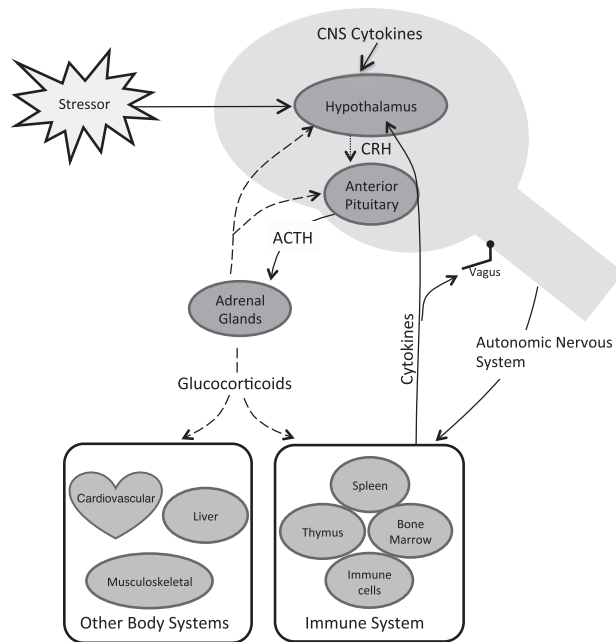 CNS Cytokines
Stressor
Hypothalamus
CRH
Anterior
Pituitary
ACTH
Vagus
Adrenal
Glands
Cytokines
Autonomic Nervous
System
Glucocorticoids
Cardiovascular
Liver
Musculoskeletal
Other Body Systems
Spleen
Thymus
Bone
Marrow
Immune
cells
Immune System